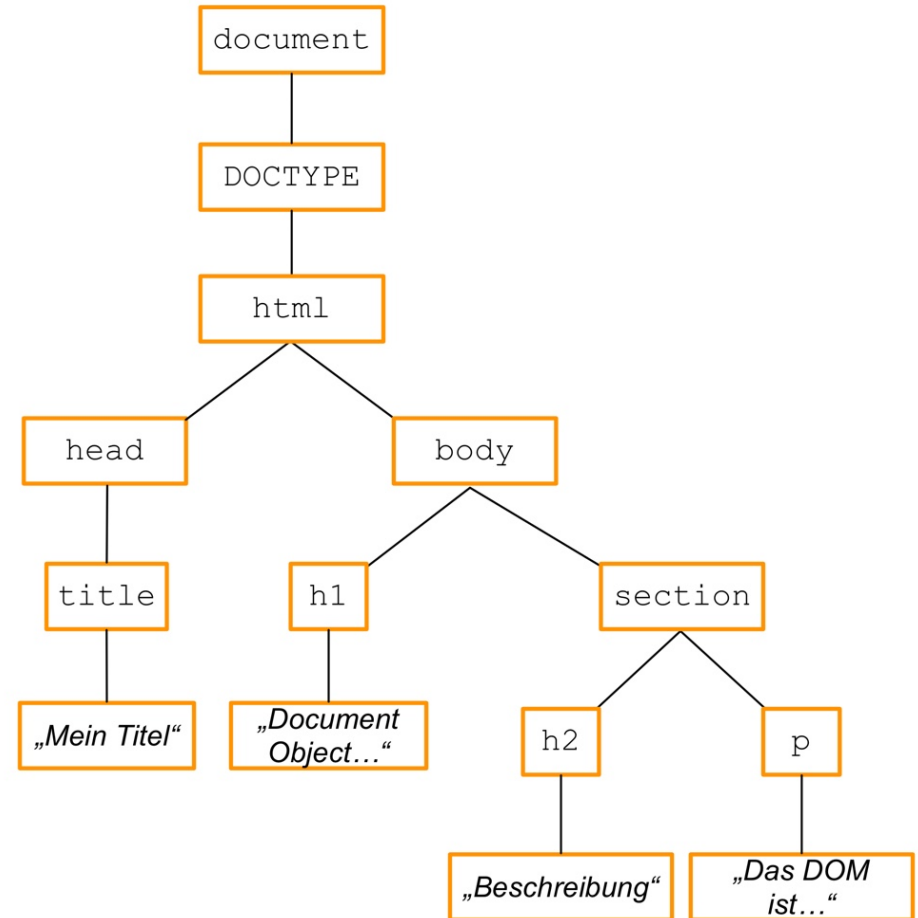 document
DOCTYPE
html
head
body
title
h1
section
„Mein Titel“
„Document
Object…“
h2
p
„Beschreibung“
„Das DOM
ist…“